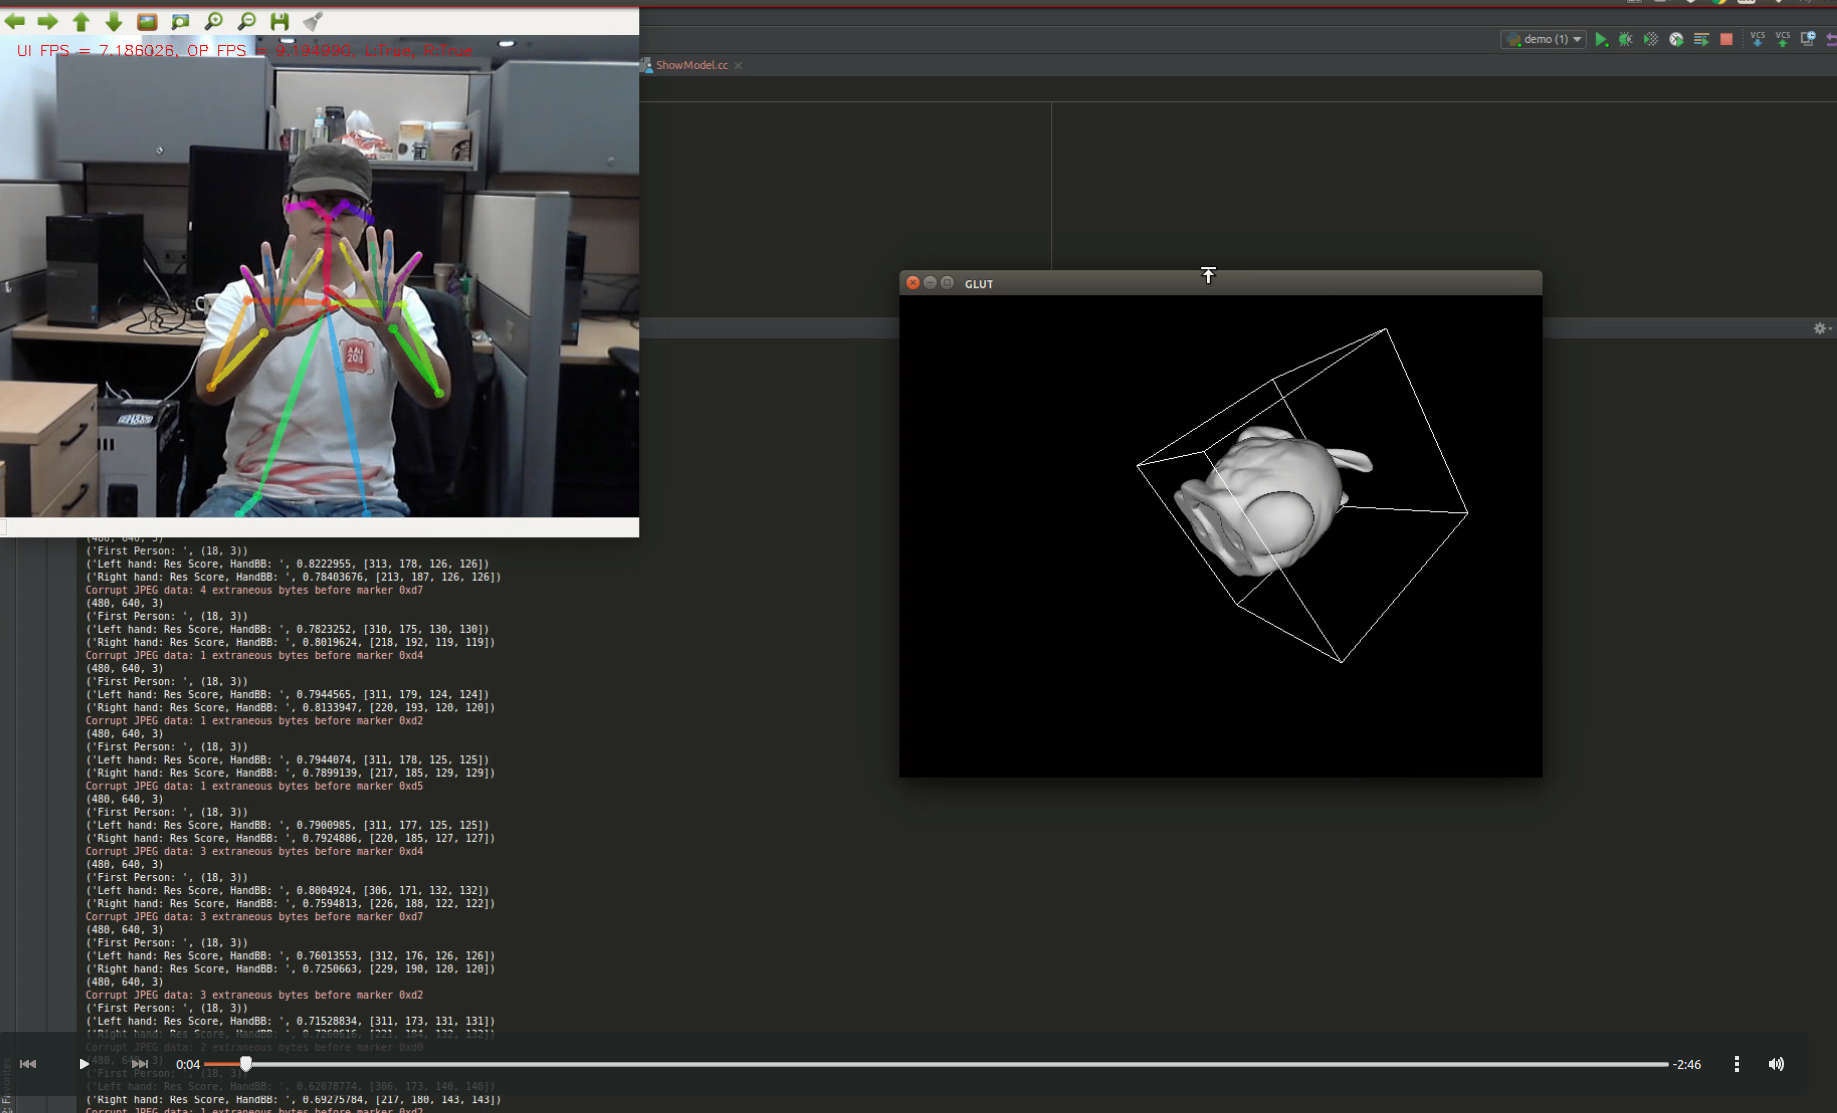 UI FPS = 7.186026, OP FPS = 9.194000, L:True, R:True
demo (1)
VCS
VCS
ShowModel.cc
GLUT
(480, 640, 3)
('First Person: ', (18, 3))
('Left hand: Res Score, HandBB: ', 0.8222955, [313, 178, 126, 126])
('Right hand: Res Score, HandBB: ', 0.78403676, [213, 187, 126, 126])
Corrupt JPEG data: 4 extraneous bytes before marker 0xd7
(480, 640, 3)
('First Person: ', (18, 3))
('Left hand: Res Score, HandBB: ', 0.7823252, [310, 175, 130, 130])
('Right hand: Res Score, HandBB: ', 0.8019624, [218, 192, 119, 119])
Corrupt JPEG data: 1 extraneous bytes before marker 0xd4
(480, 640, 3)
('First Person: ', (18, 3))
('Left hand: Res Score, HandBB: ', 0.7944565, [311, 179, 124, 124])
('Right hand: Res Score, HandBB: ', 0.8133947, [220, 193, 120, 120])
Corrupt JPEG data: 1 extraneous bytes before marker 0xd2
(480, 640, 3)
('First Person: ', (18, 3))
('Left hand: Res Score, HandBB: ', 0.7944074, [311, 178, 125, 125])
('Right hand: Res Score, HandBB: ', 0.7899139, [217, 185, 129, 129])
Corrupt JPEG data: 1 extraneous bytes before marker 0xd5
(480, 640, 3)
('First Person: ', (18, 3))
('Left hand: Res Score, HandBB: ', 0.7900985, [311, 177, 125, 125])
('Right hand: Res Score, HandBB: ', 0.7924886, [220, 185, 127, 127])
Corrupt JPEG data: 3 extraneous bytes before marker 0xd4
(480, 640, 3)
('First Person: ', (18, 3))
('Left hand: Res Score, HandBB: ', 0.8004924, [306, 171, 132, 132])
('Right hand: Res Score, HandBB: ', 0.7594813, [226, 188, 122, 122])
Corrupt JPEG data: 3 extraneous bytes before marker 0xd7
(480, 640, 3)
('First Person: ', (18, 3))
('Left hand: Res Score, HandBB: ', 0.76013553, [312, 176, 126, 126])
('Right hand: Res Score, HandBB: ', 0.7250663, [229, 190, 120, 120])
(480, 640, 3)
Corrupt JPEG data: 3 extraneous bytes before marker 0xd2
('First Person: ', (18, 3))
('Left hand: Res Score, HandBB: ', 0.71528834, [311, 173, 131, 131])
('Right hand: Res Score, HandBB: ', [221, 184, 132, 132])
Corrupt JPEG data: 2 extraneous bytes before marker 0xd0
(480, 640, 3)
0:04
-2:46
('First Person: ', (18, 3))
('Left hand: Res Score, HandBB: ', 0.62878774, [306, 173, 140, 140])
('Right hand: Res Score, HandBB: ', 0.69275784, [217, 180, 143, 143])
Corrupt JPEG data: 1 extraneous bytes before marker 0xd2
Favorites